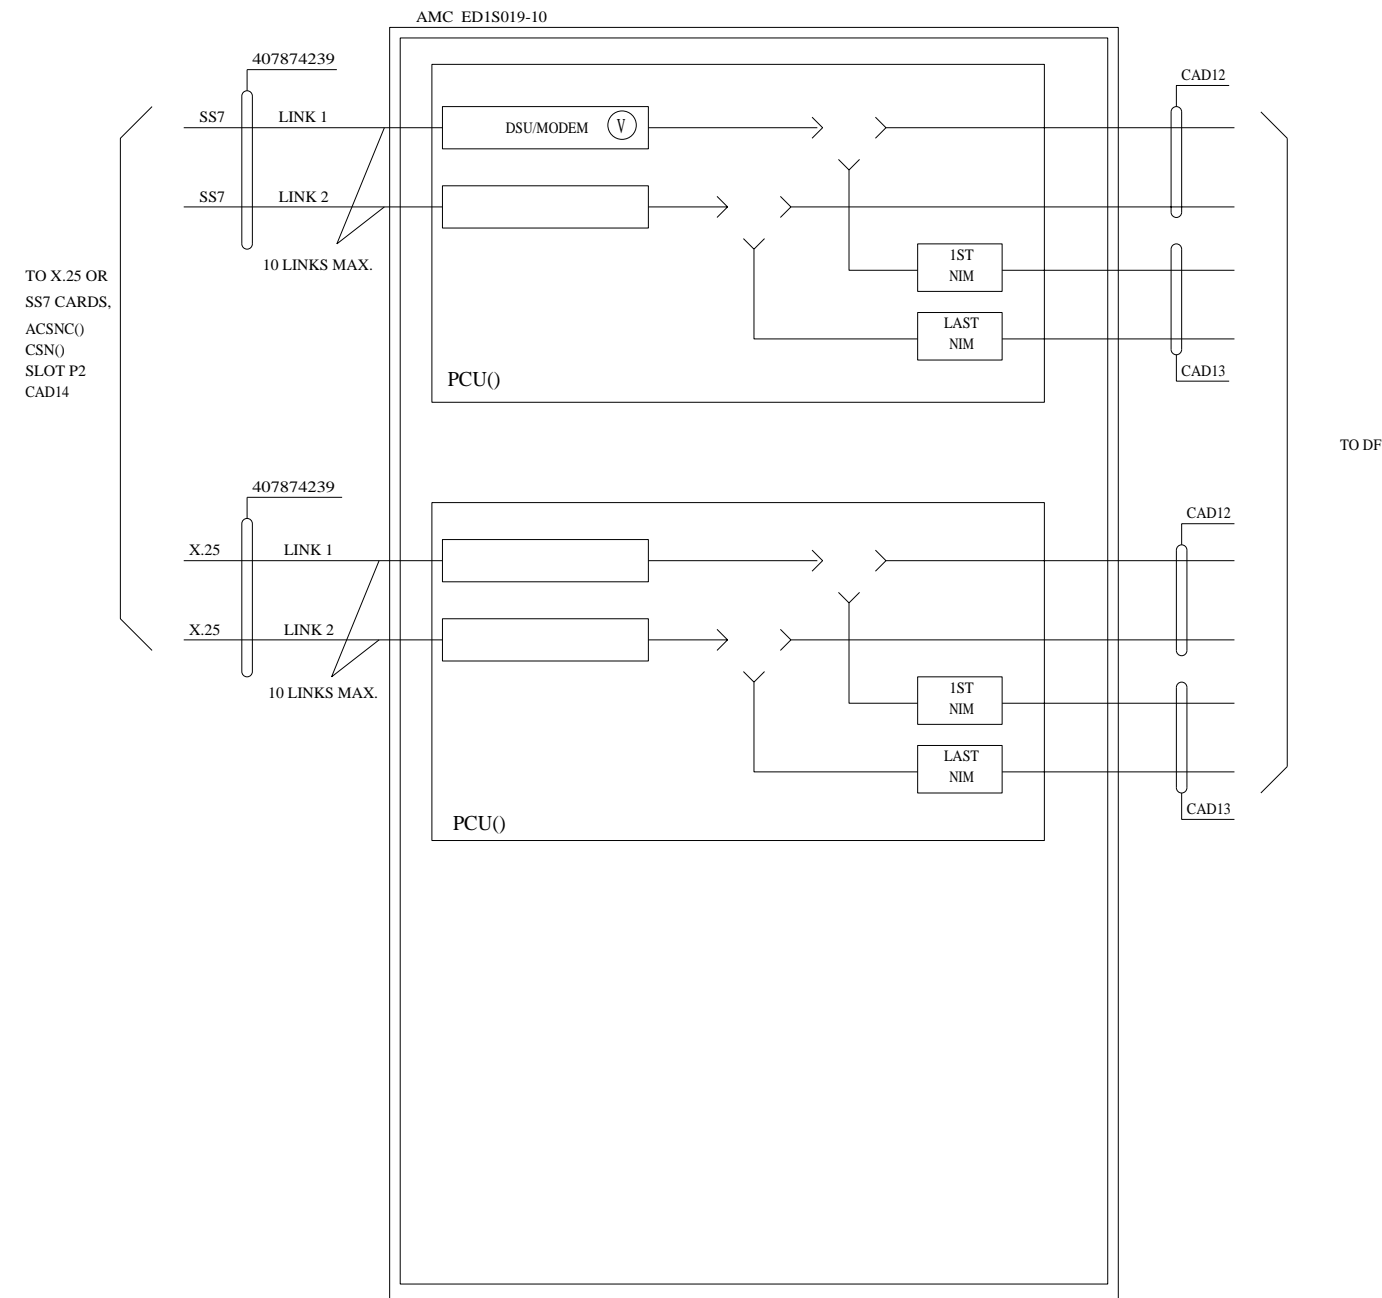 AMC ED1S019-10
407874239
CAD12
SS7
LINK 1
DSU/MODEM
V
SS7
LINK 2
10 LINKS MAX.
1ST
NIM
LAST
NIM
PCU()
CAD13
TO X.25 OR
SS7 CARDS,
ACSNC()
CSN()
SLOT P2
CAD14
TO DF
407874239
CAD12
X.25
LINK 1
X.25
LINK 2
10 LINKS MAX.
1ST
NIM
LAST
NIM
PCU()
CAD13